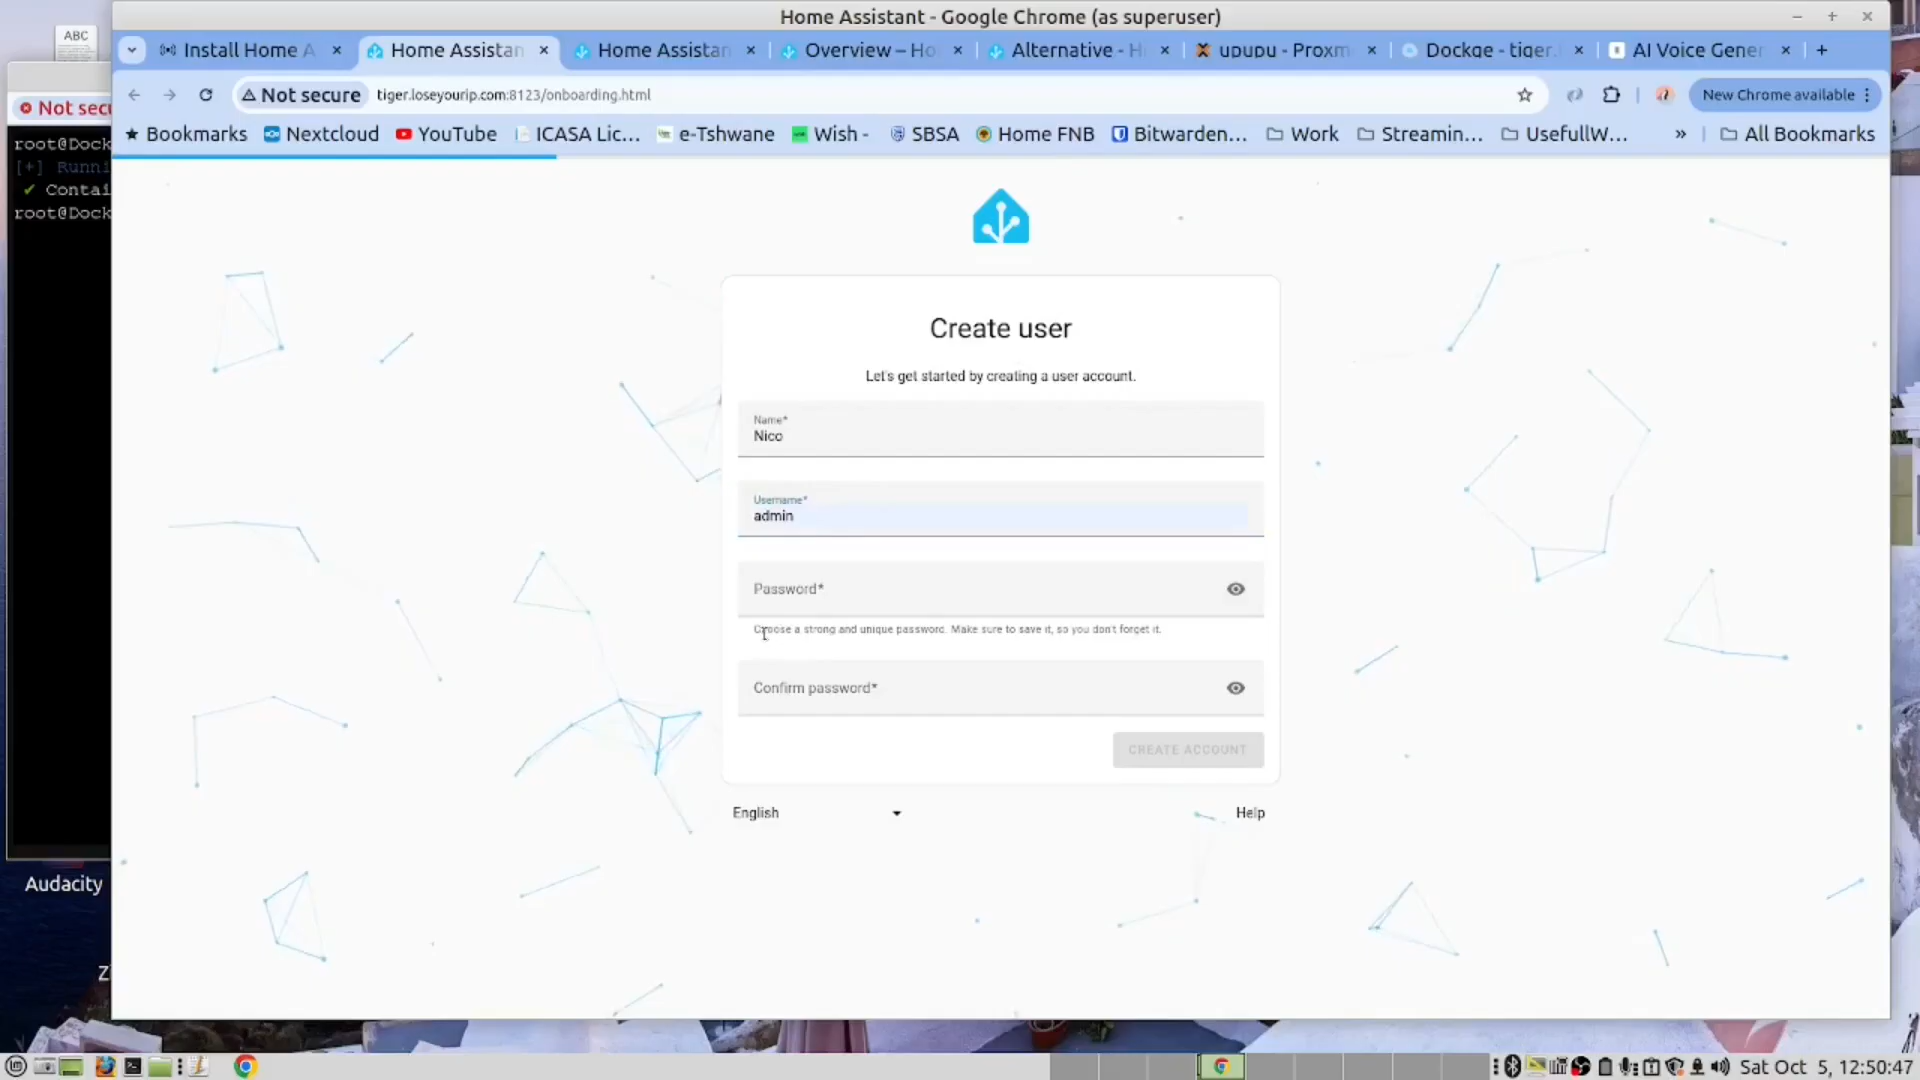 Home Assistant - Google Chrome (as superuser)
ABC
Install Home A
Home Assistan
Home Assistan
Overview – Ho
Alternative - H
upupu - Proxm
Dockge - tiger.
AI Voice Gener
Not secu
Not secure
tiger.loseyourip.com:8123/onboarding.html
New Chrome available
Bookmarks
Nextcloud
YouTube
ICASA Lic...
e-Tshwane
Wish -
SBSA
Home FNB
Bitwarden...
Work
Streamin...
UsefullW...
»
All Bookmarks
root@Dock
[+] Runni
✔ Contai
root@Dock
Create user
Let's get started by creating a user account.
Name*
Nico
Username*
admin
Password*
Choose a strong and unique password. Make sure to save it, so you don't forget it.
Confirm password*
CREATE ACCOUNT
English
Help
Audacity
Z
Sat Oct 5, 12:50:47